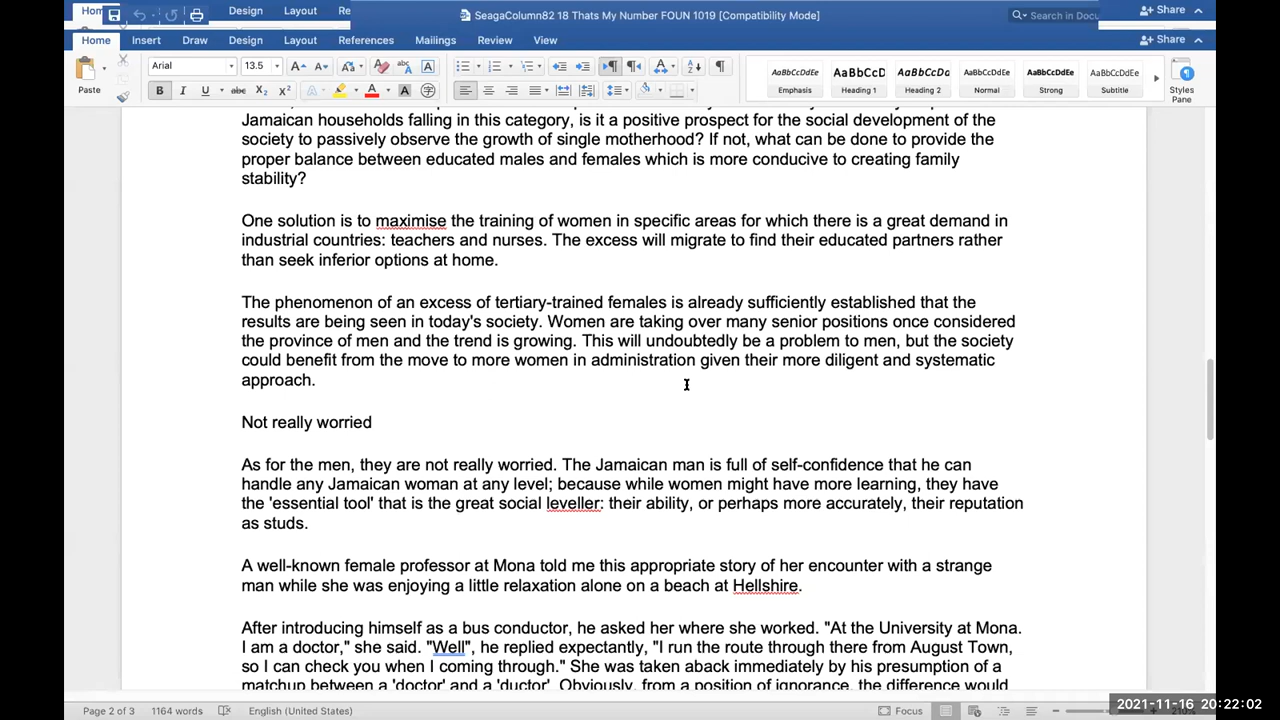 Home
Design
Layout
Re
SeagaColumn82 18 Thats My Number FOUN 1019 [Compatibility Mode]
Search in Docu
Share
Home
Insert
Draw
Design
Layout
References
Mailings
Review
View
Share
Paste
Arial
13.5
AaBbCcDdEe
Emphasis
AaBbCcD
Heading 1
AaBbCcDc
Heading 2
AaBbCcDdEe
Normal
AaBbCcDdEe
Strong
AaBbCcDdEe
Subtitle
Styles
Pane
Jamaican households falling in this category, is it a positive prospect for the social development of the
society to passively observe the growth of single motherhood? If not, what can be done to provide the
proper balance between educated males and females which is more conducive to creating family
stability?
One solution is to maximise the training of women in specific areas for which there is a great demand in
industrial countries: teachers and nurses. The excess will migrate to find their educated partners rather
than seek inferior options at home.
The phenomenon of an excess of tertiary-trained females is already sufficiently established that the
results are being seen in today's society. Women are taking over many senior positions once considered
the province of men and the trend is growing. This will undoubtedly be a problem to men, but the society
could benefit from the move to more women in administration given their more diligent and systematic
approach.
Not really worried
As for the men, they are not really worried. The Jamaican man is full of self-confidence that he can
handle any Jamaican woman at any level; because while women might have more learning, they have
the 'essential tool' that is the great social leveller: their ability, or perhaps more accurately, their reputation
as studs.
A well-known female professor at Mona told me this appropriate story of her encounter with a strange
man while she was enjoying a little relaxation alone on a beach at Hellshire.
After introducing himself as a bus conductor, he asked her where she worked. "At the University at Mona.
I am a doctor," she said. "Well", he replied expectantly, "I run the route through there from August Town,
so I can check you when I coming through." She was taken aback immediately by his presumption of a
matchup between a 'doctor' and a 'ductor'. Obviously, from a position of ignorance, the difference would
Page 2 of 3
1164 words
English (United States)
Focus
2021-11-16 20:22:02